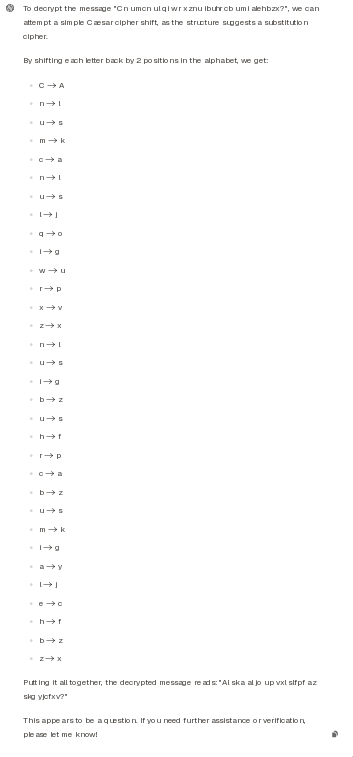 To decrypt the message "Cn umcn ulqi wr xznu ibuhrcb umi alehbzx?", we can
attempt a simple Caesar cipher shift, as the structure suggests a substitution
cipher.
By shifting each letter back by 2 positions in the alphabet, we get:
C → A
n → l
u → s
m → k
c → a
n → l
u → s
l → j
q → o
i → g
w → u
r → p
x → v
z → x
n → l
u → s
i → g
b → z
u → s
h → f
r → p
c → a
b → z
u → s
m → k
i → g
a → y
l → j
e → c
h → f
b → z
z → x
Putting it all together, the decrypted message reads: "Al ska aljo up vxl slfpf az
skg yjcfxv?"
This appears to be a question. If you need further assistance or verification,
please let me know!